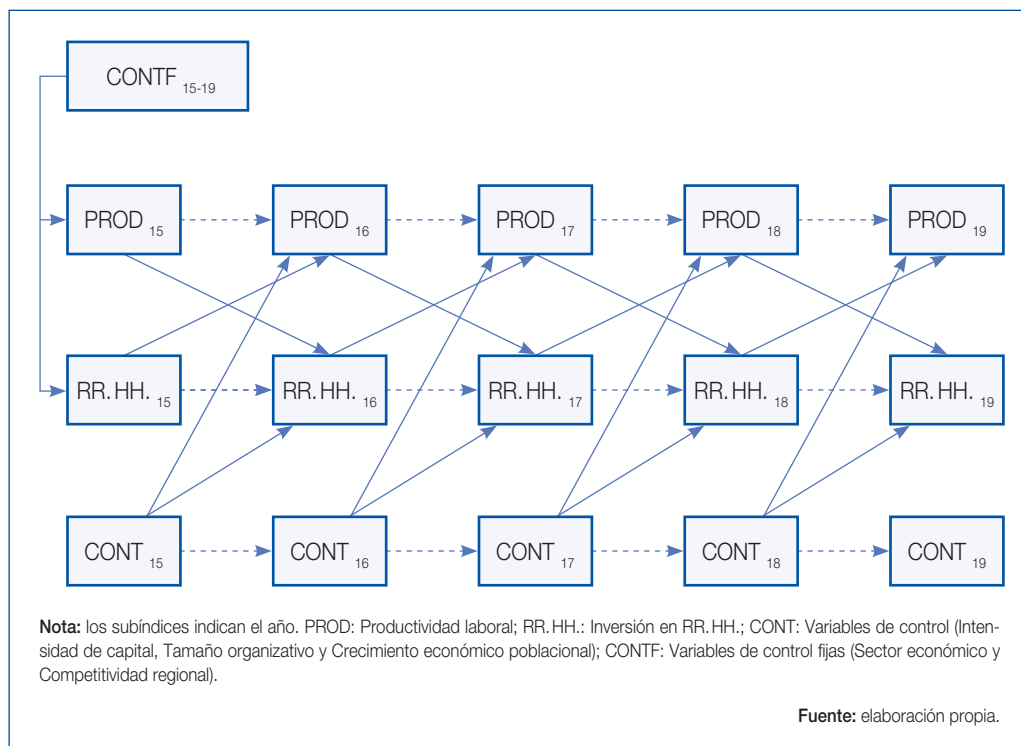 CONTF 15-19
PROD 15 PROD 16 PROD 17 PROD 18 PROD 19
RR. HH. 15 RR. HH. 16 RR. HH. 17 RR. HH. 18 RR. HH. 19
CONT 15 CONT 16 CONT 17 CONT 18 CONT 19
Nota: los subíndices indican el año. PROD: Productividad laboral; RR. HH.: Inversión en RR. HH.; CONT: Variables de control (Inten-
sidad de capital, Tamaño organizativo y Crecimiento económico poblacional); CONTF: Variables de control fijas (Sector económico y
Competitividad regional).
Fuente: elaboración propia.